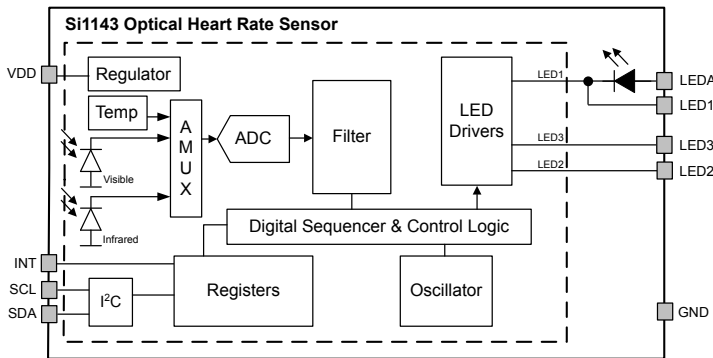 Si1143 Optical Heart Rate Sensor
VDD
Regulator
Temp
AMUX
ADC
Filter
LED
Drivers
LED1
LEDA
LED1
LED3
LED3
LED2
LED2
Visible
Infrared
Digital Sequencer & Control Logic
INT
SCL
SDA
I²C
Registers
Oscillator
GND